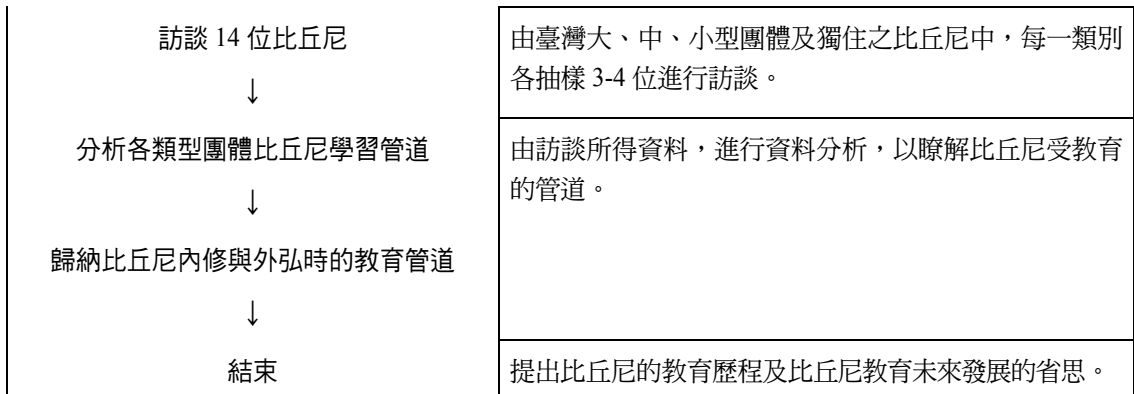 訪談 14 位比丘尼
由臺灣大、中、小型團體及獨住之比丘尼中，每一類別
各抽樣 3-4 位進行訪談。
↓
分析各類型團體比丘尼學習管道
由訪談所得資料，進行資料分析，以瞭解比丘尼受教育
的管道。
↓
歸納比丘尼內修與外弘時的教育管道
↓
結束
提出比丘尼的教育歷程及比丘尼教育未來發展的省思。